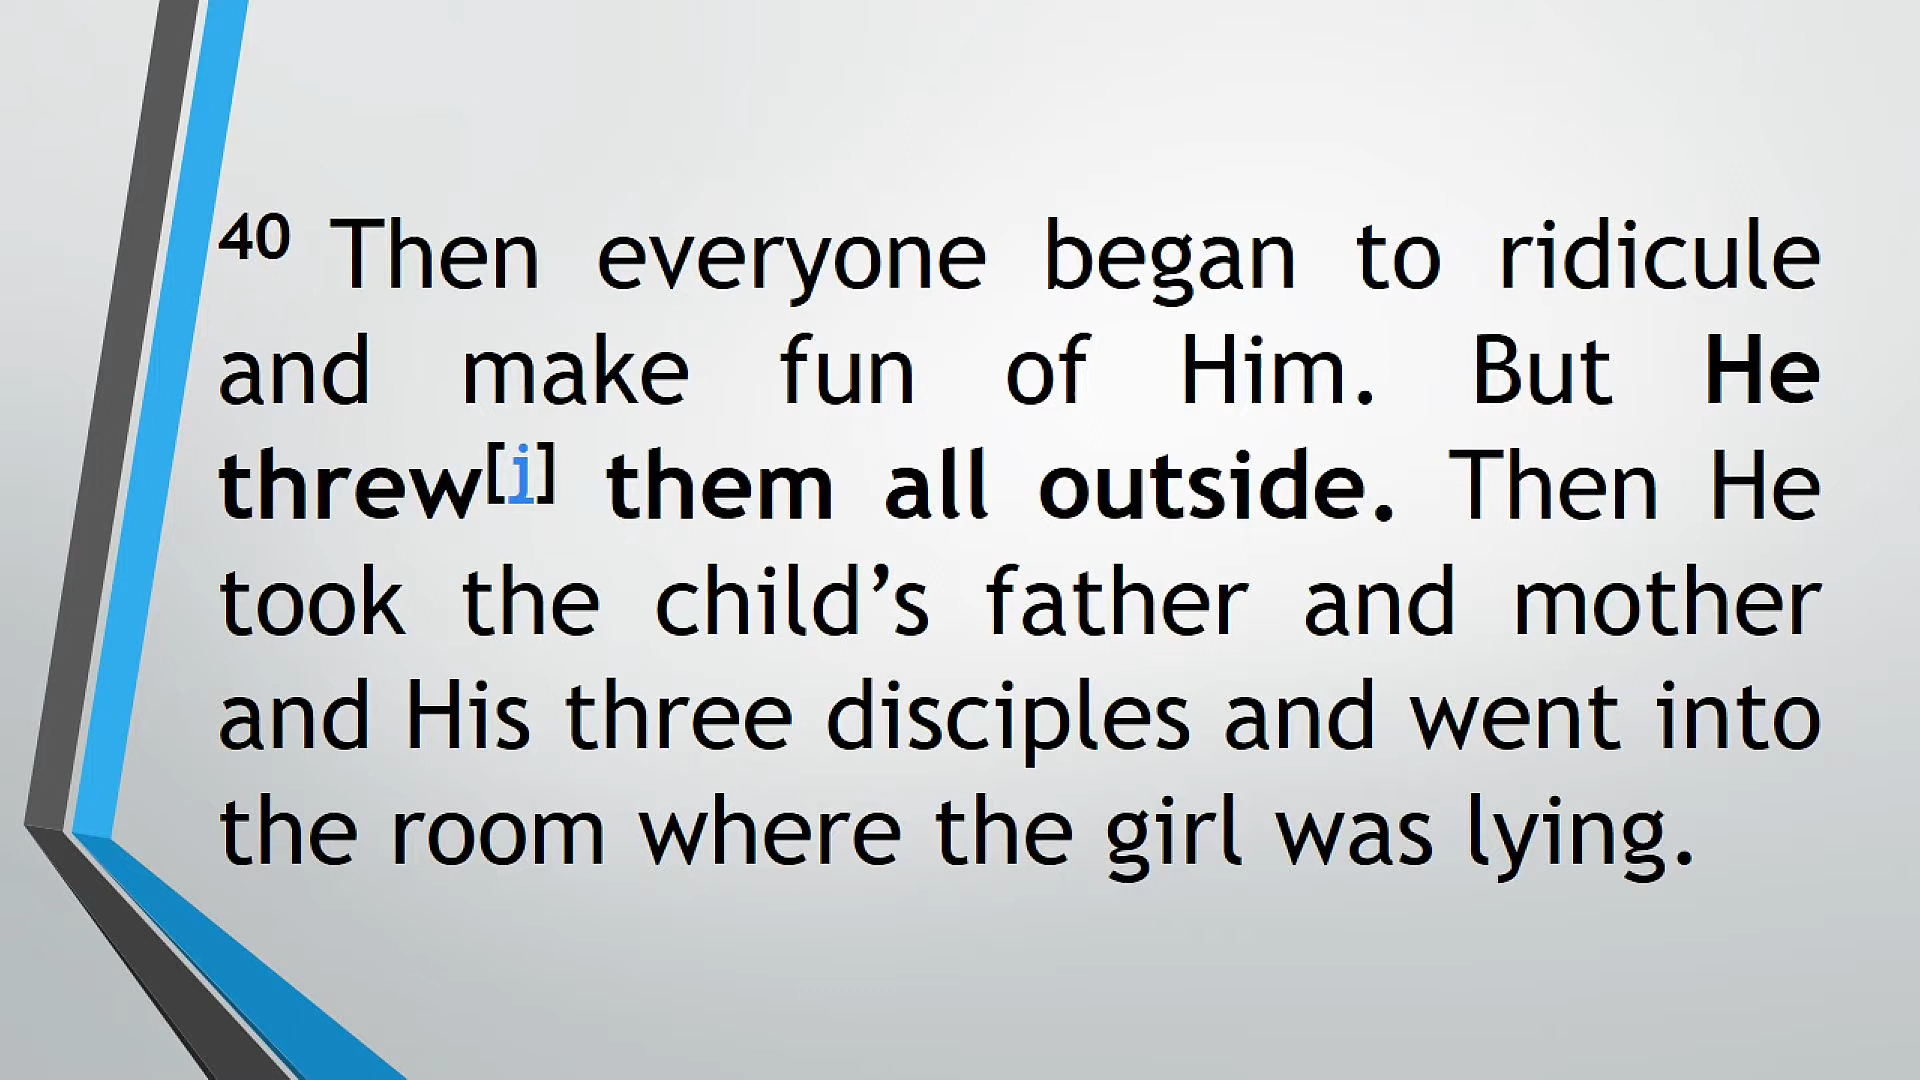 40 Then everyone began to ridicule
and make fun of Him. But He
threw[j] them all outside. Then He
took the child’s father and mother
and His three disciples and went into
the room where the girl was lying.